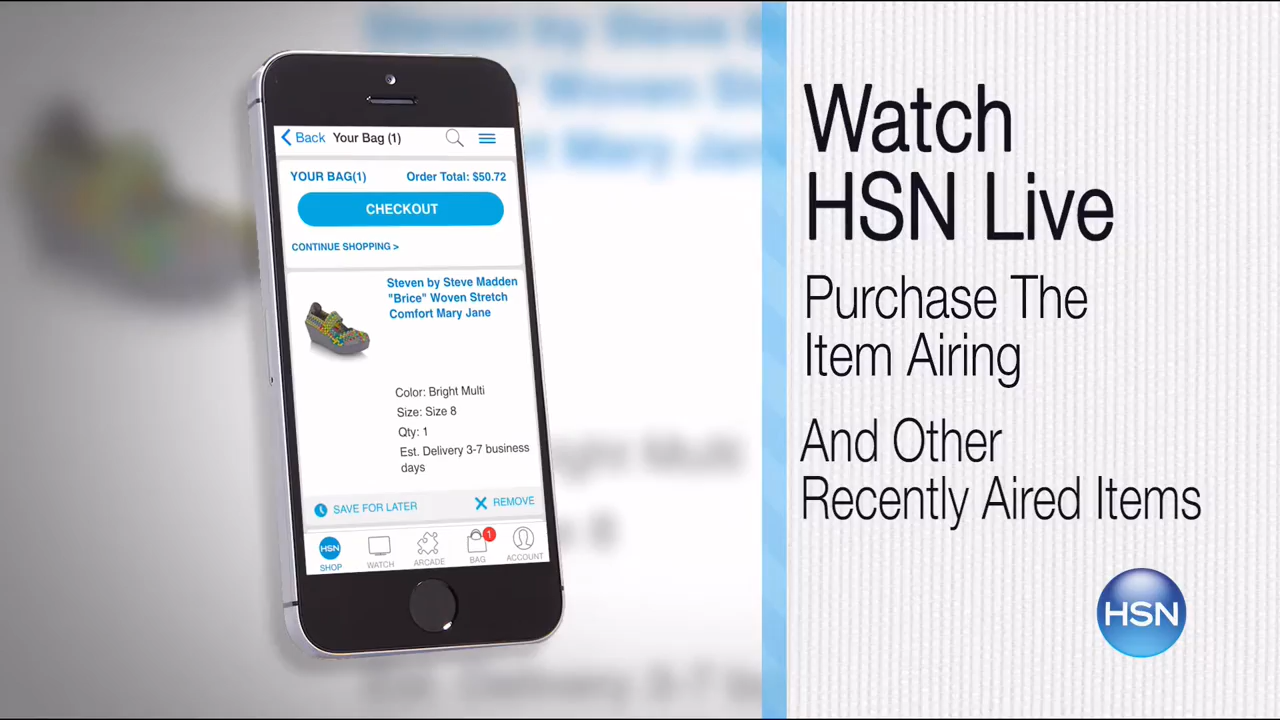 Back Your Bag (1)
YOUR BAG(1) Order Total: $50.72
CHECKOUT
CONTINUE SHOPPING >
Steven by Steve Madden
"Brice" Woven Stretch
Comfort Mary Jane
Color: Bright Multi
Size: Size 8
Qty: 1
Est. Delivery 3-7 business
days
SAVE FOR LATER REMOVE
HSN 1
SHOP WATCH ARCADE BAG ACCOUNT
Watch
HSN Live
Purchase The
Item Airing
And Other
Recently Aired Items
HSN